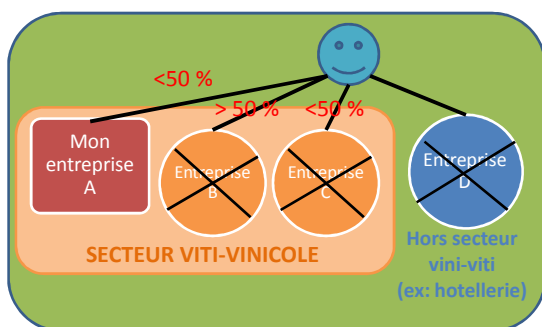 <50 %
> 50 %
<50 %
Mon
entreprise
A
Entreprise
B
Entreprise
C
Entreprise
D
SECTEUR VITI-VINICOLE
Hors secteur
vini-viti
(ex: hotellerie)